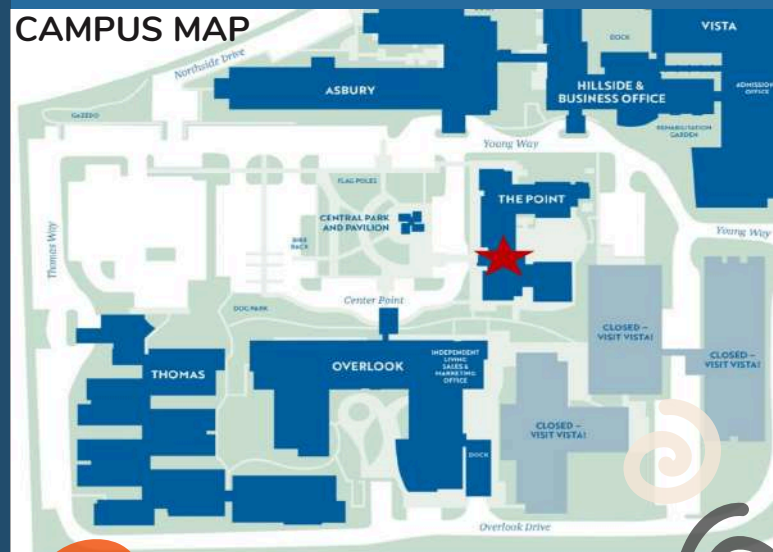 CAMPUS MAP
VISTA
DOCK
Northside Drive
ASBURY
HILLSIDE &
BUSINESS OFFICE
ADMISSION
OFFICE
GAZEBO
REHABILITATION
GARDEN
Young Way
FLAG POLES
THE POINT
CENTRAL PARK
AND PAVILION
Young Way
BIKE
RACK
Thomas Way
Center Point
DOG PARK
CLOSED –
VISIT VISTA!
CLOSED –
VISIT VISTA!
THOMAS
OVERLOOK
INDEPENDENT
LIVING
SALES &
MARKETING
OFFICE
CLOSED –
VISIT VISTA!
DOCK
Overlook Drive